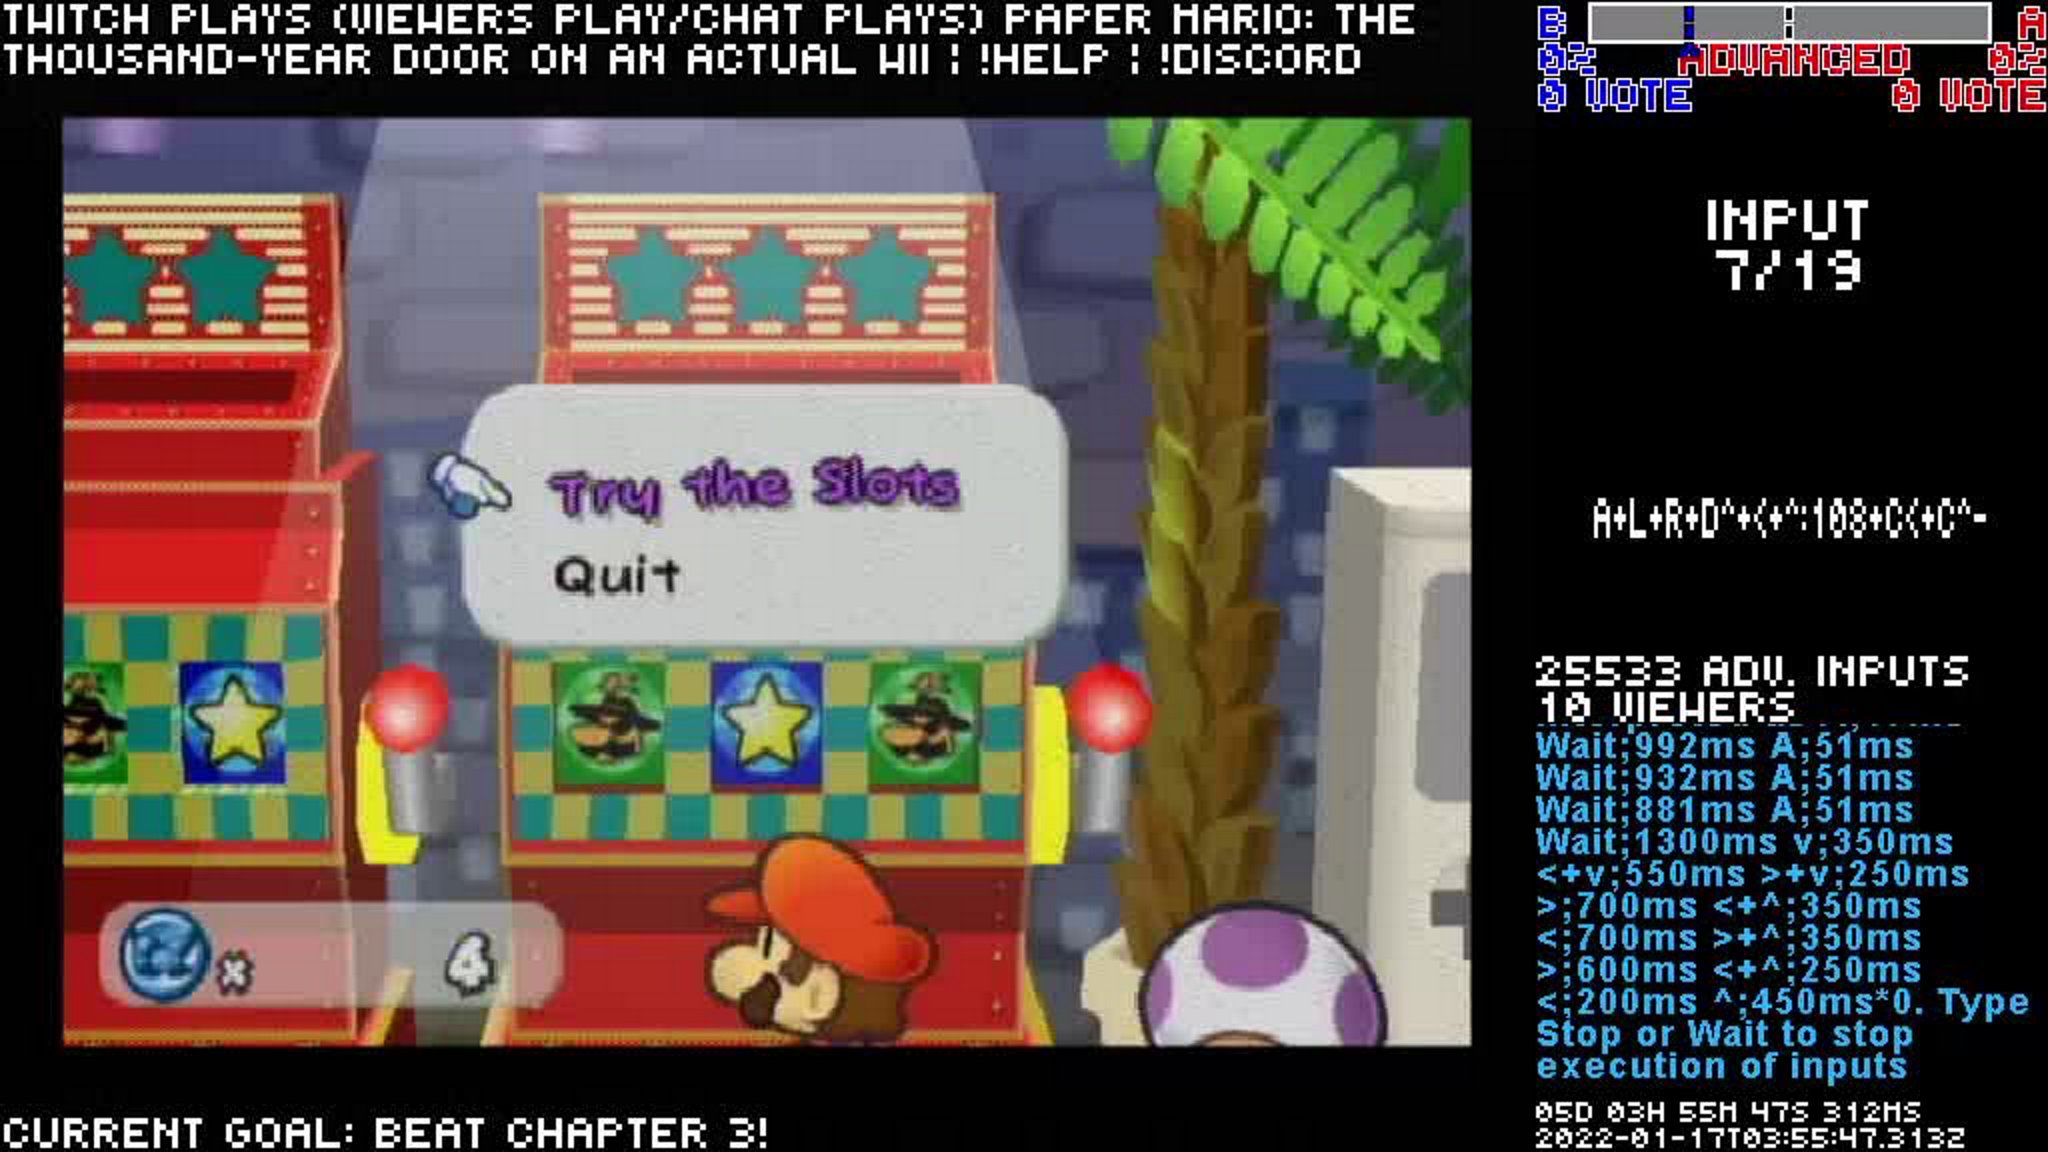 TWITCH PLAYS (VIEWERS PLAY/CHAT PLAYS) PAPER MARIO: THE
THOUSAND-YEAR DOOR ON AN ACTUAL WII ¦ !HELP ¦ !DISCORD
B A
0% ADVANCED 0%
0 VOTE 0 VOTE
INPUT
7/19
Try the Slots
Quit
x 4
25533 ADV. INPUTS
10 VIEWERS
Wait;992ms A;51ms
Wait;932ms A;51ms
Wait;881ms A;51ms
Wait;1300ms v;350ms
<+v;550ms >+v;250ms
>;700ms <+^;350ms
<;700ms >+^;350ms
>;600ms <+^;250ms
<;200ms ^;450ms*0. Type
Stop or Wait to stop
execution of inputs
05D 03H 55M 47S 312MS
2022-01-17T03:55:47.313Z
CURRENT GOAL: BEAT CHAPTER 3!